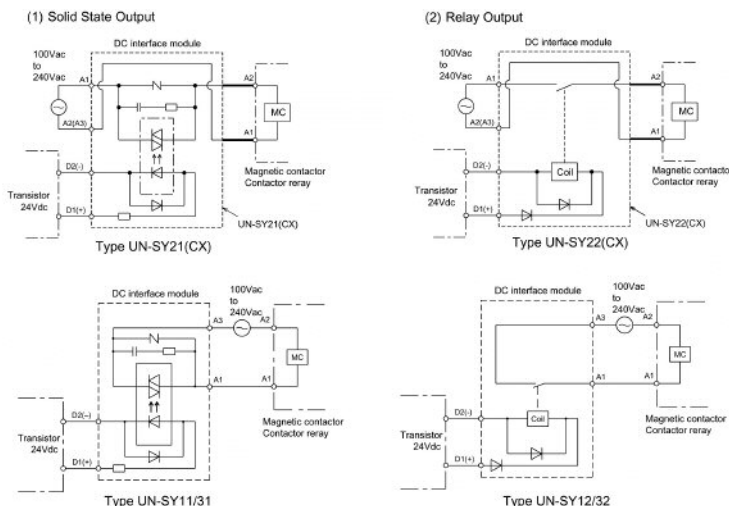 (1) Solid State Output
DC interface module
100Vac
to
240Vac
A1
A2
MC
A2(A3)
A1
Magnetic contactor
Contactor reray
D2(-)
Transistor
24Vdc
D1(+)
UN-SY21(CX)
Type UN-SY21(CX)
(2) Relay Output
DC interface module
100Vac
to
240Vac
A1
A2
MC
A2(A3)
A1
Magnetic contactor
Contactor reray
D2(-)
Coil
Transistor
24Vdc
D1(+)
UN-SY22(CX)
Type UN-SY22(CX)
DC interface module
100Vac
to
240Vac
A3
A2
MC
A1
A1
Magnetic contactor
Contactor relay
D2(-)
Transistor
24Vdc
D1(+)
Type UN-SY11/31
DC interface module
100Vac
to
240Vac
A3
A2
MC
A1
A1
Magnetic contactor
Contactor relay
D2(-)
Coil
Transistor
24Vdc
D1(+)
Type UN-SY12/32